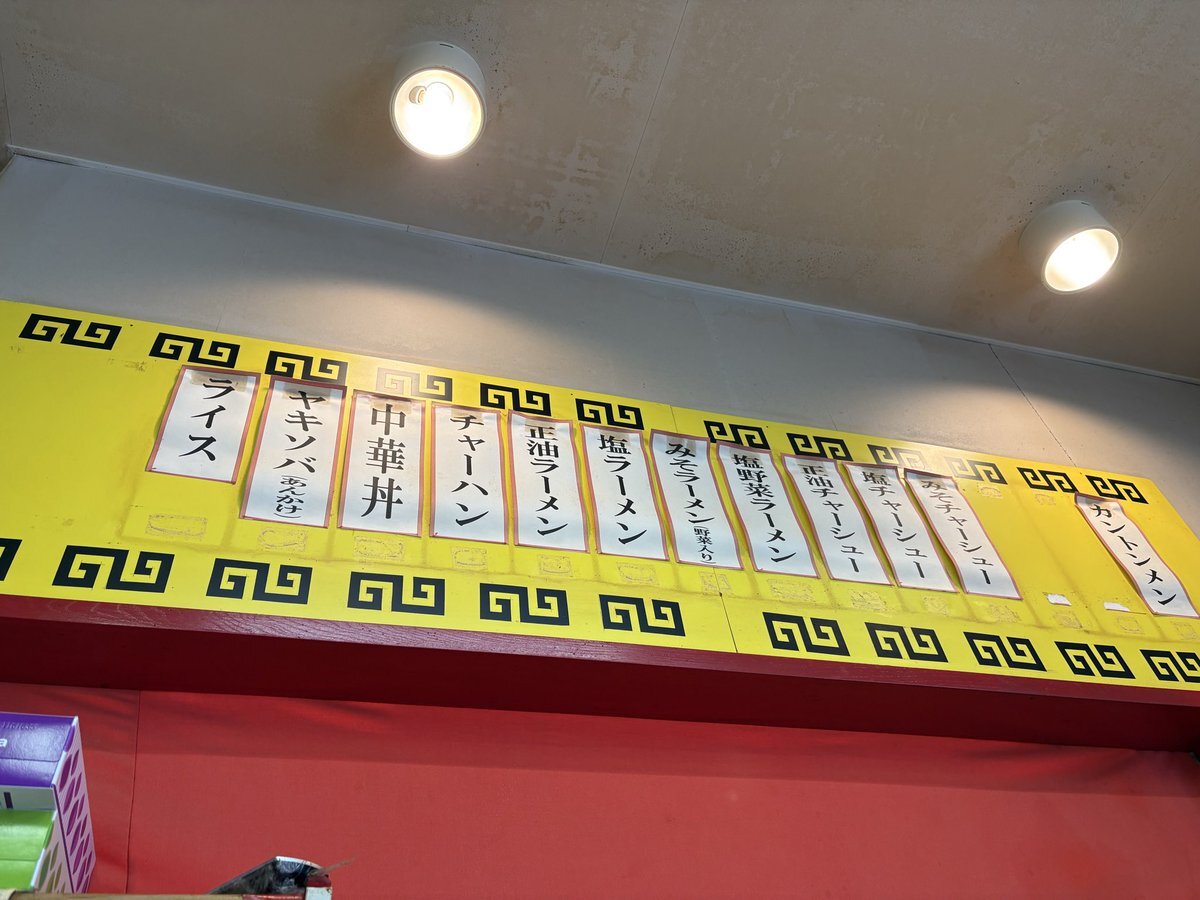 カントンメン
みそチャーシュー
塩チャーシュー
正油チャーシュー
塩野菜ラーメン
みそラーメン(野菜入り)
塩ラーメン
正油ラーメン
チャーハン
中華丼
ヤキソバ(あんかけ)
ライス